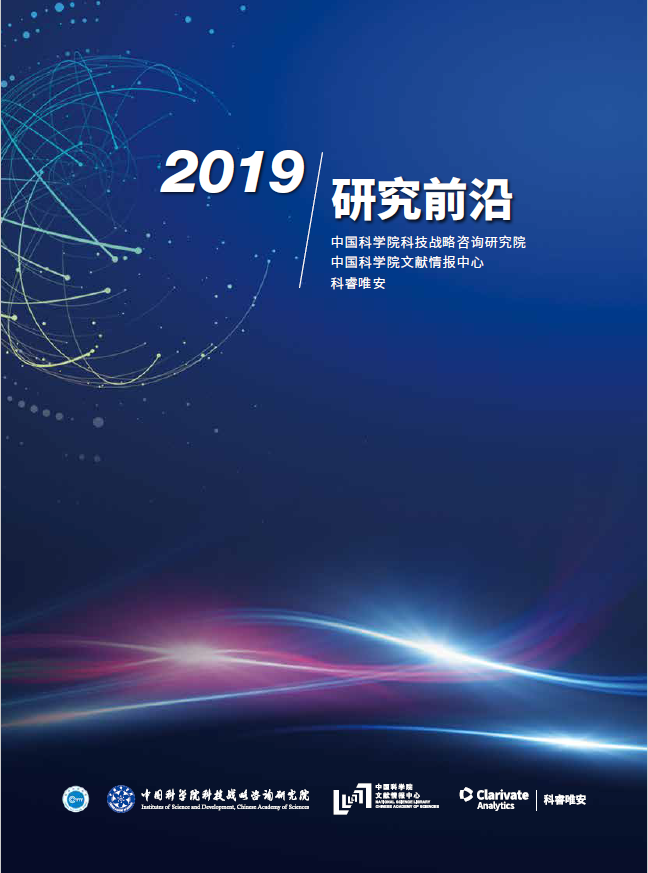 2019
研究前沿
中国科学院科技战略咨询研究院
中国科学院文献情报中心
科睿唯安
中国科学院科技战略咨询研究院
Institutes of Science and Development, Chinese Academy of Sciences
中国科学院
文献情报中心
NATIONAL SCIENCE LIBRARY
CHINESE ACADEMY OF SCIENCES
Clarivate
Analytics
科睿唯安